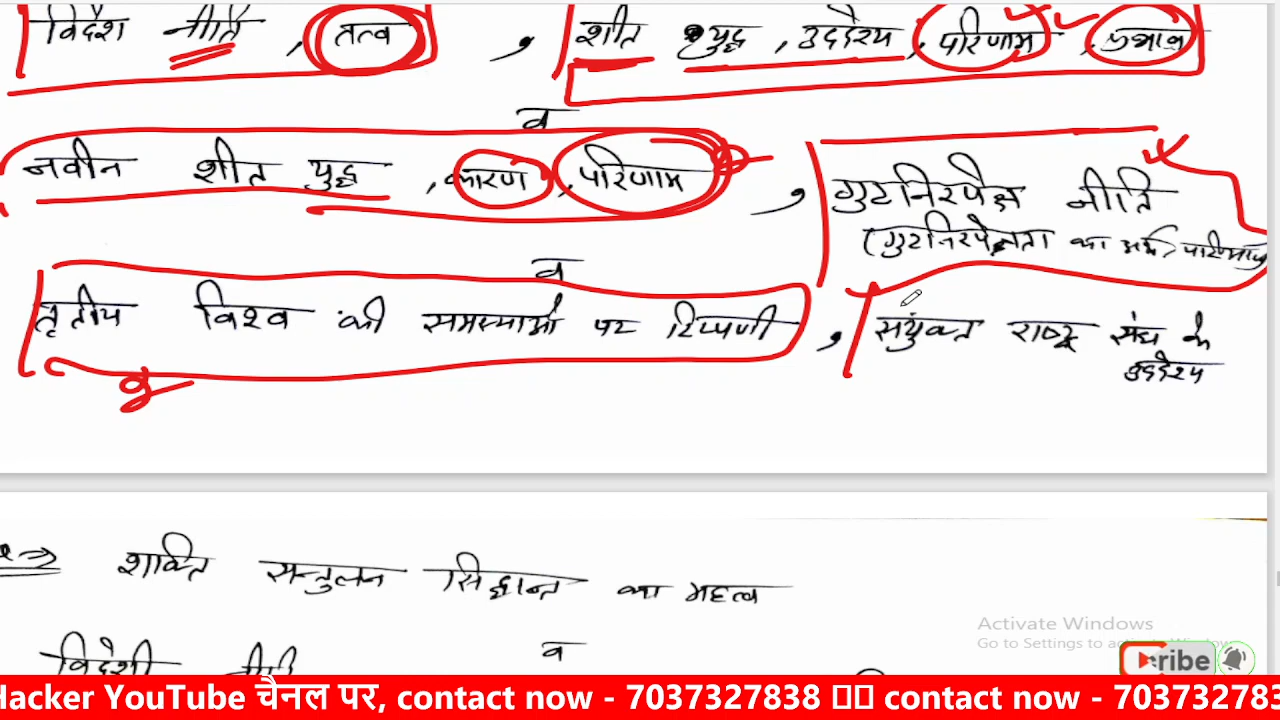 विदेश नीति , तत्व , शीत युद्ध , उद्देश्य , परिणाम , प्रभाव
व
नवीन शीत युद्ध , कारण , परिणाम , गुटनिरपेक्ष नीति
(गुटनिरपेक्षता का अर्थ परिणाम)
व
तृतीय विश्व की समस्याओं पर टिप्पणी , संयुक्त राष्ट्र संघ के
उद्देश्य
शक्ति सन्तुलन सिद्धान्त का महत्व
व
विदेशी नीति
Activate Windows
Go to Settings to activate Windows.
ribe
Hacker YouTube चैनल पर, contact now - 7037327838 contact now - 703732783